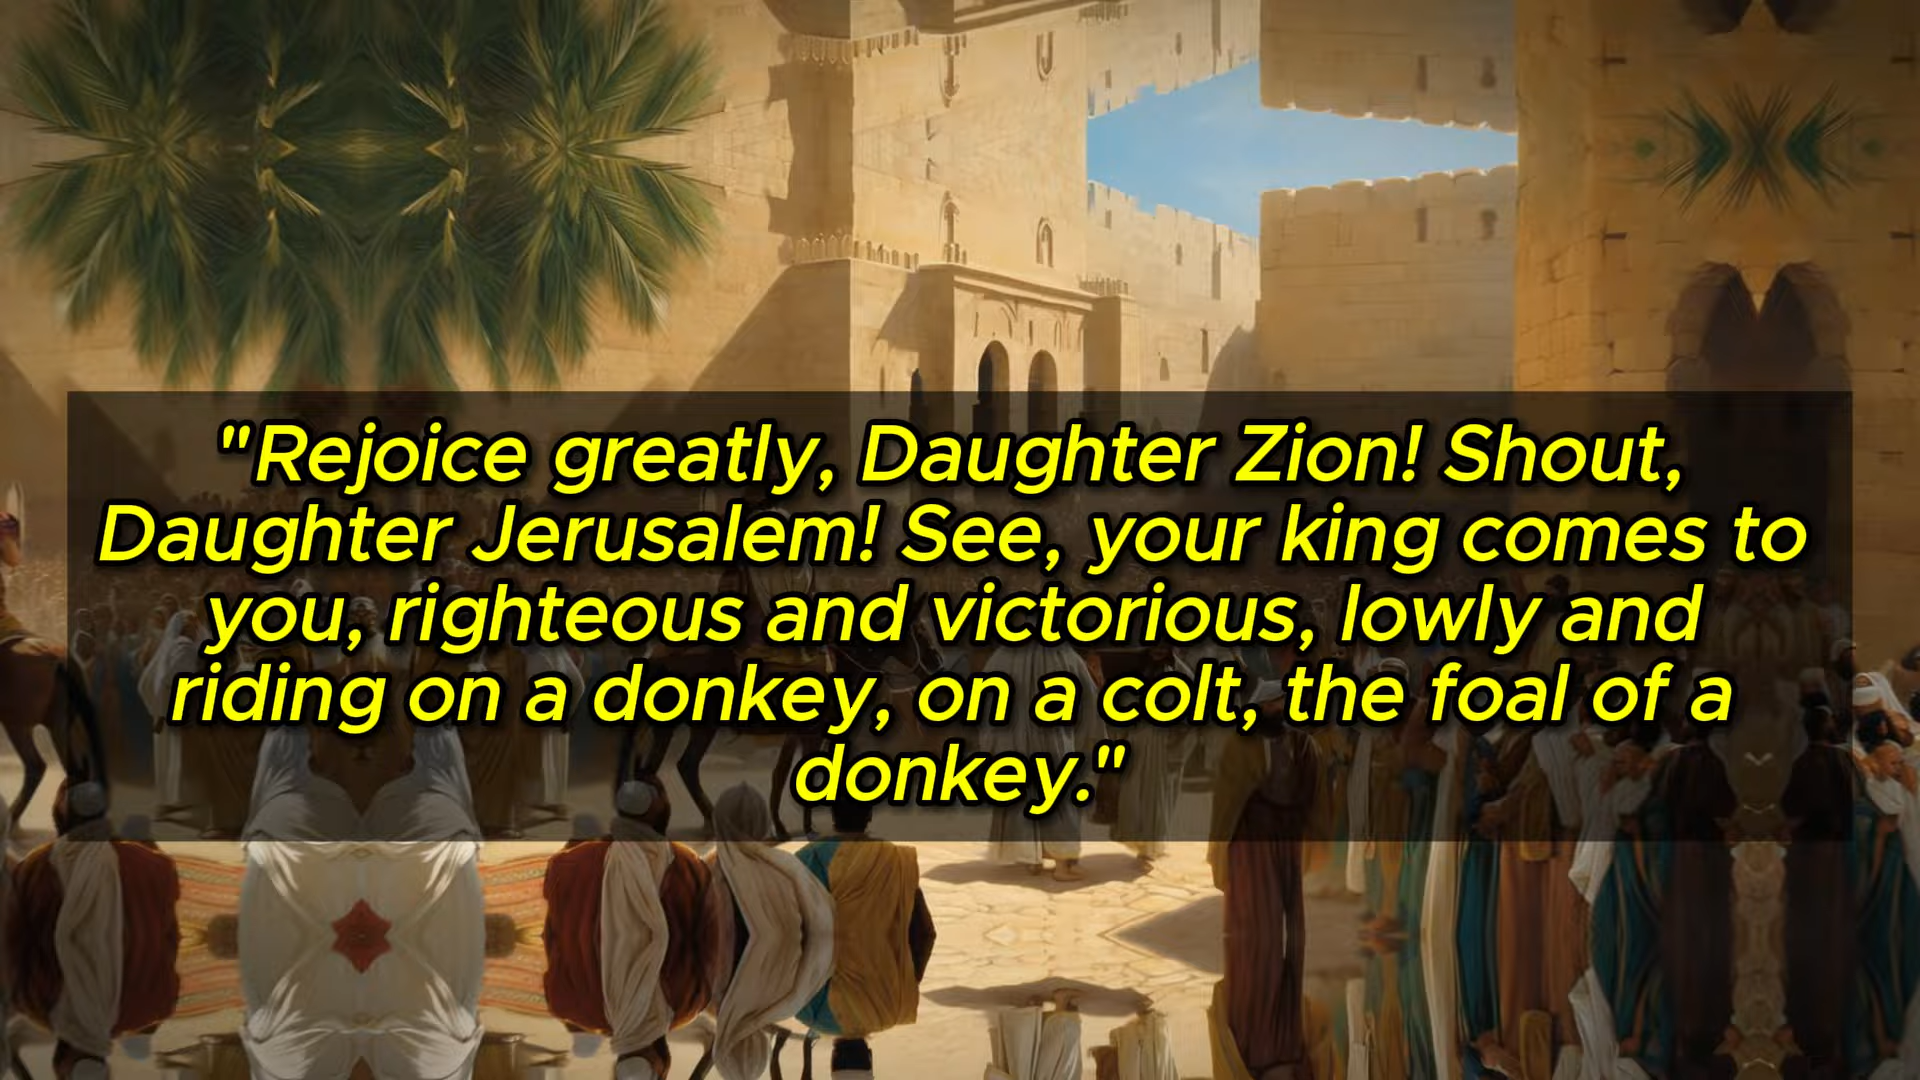 "Rejoice greatly, Daughter Zion! Shout,
Daughter Jerusalem! See, your king comes to
you, righteous and victorious, lowly and
riding on a donkey, on a colt, the foal of a
donkey."